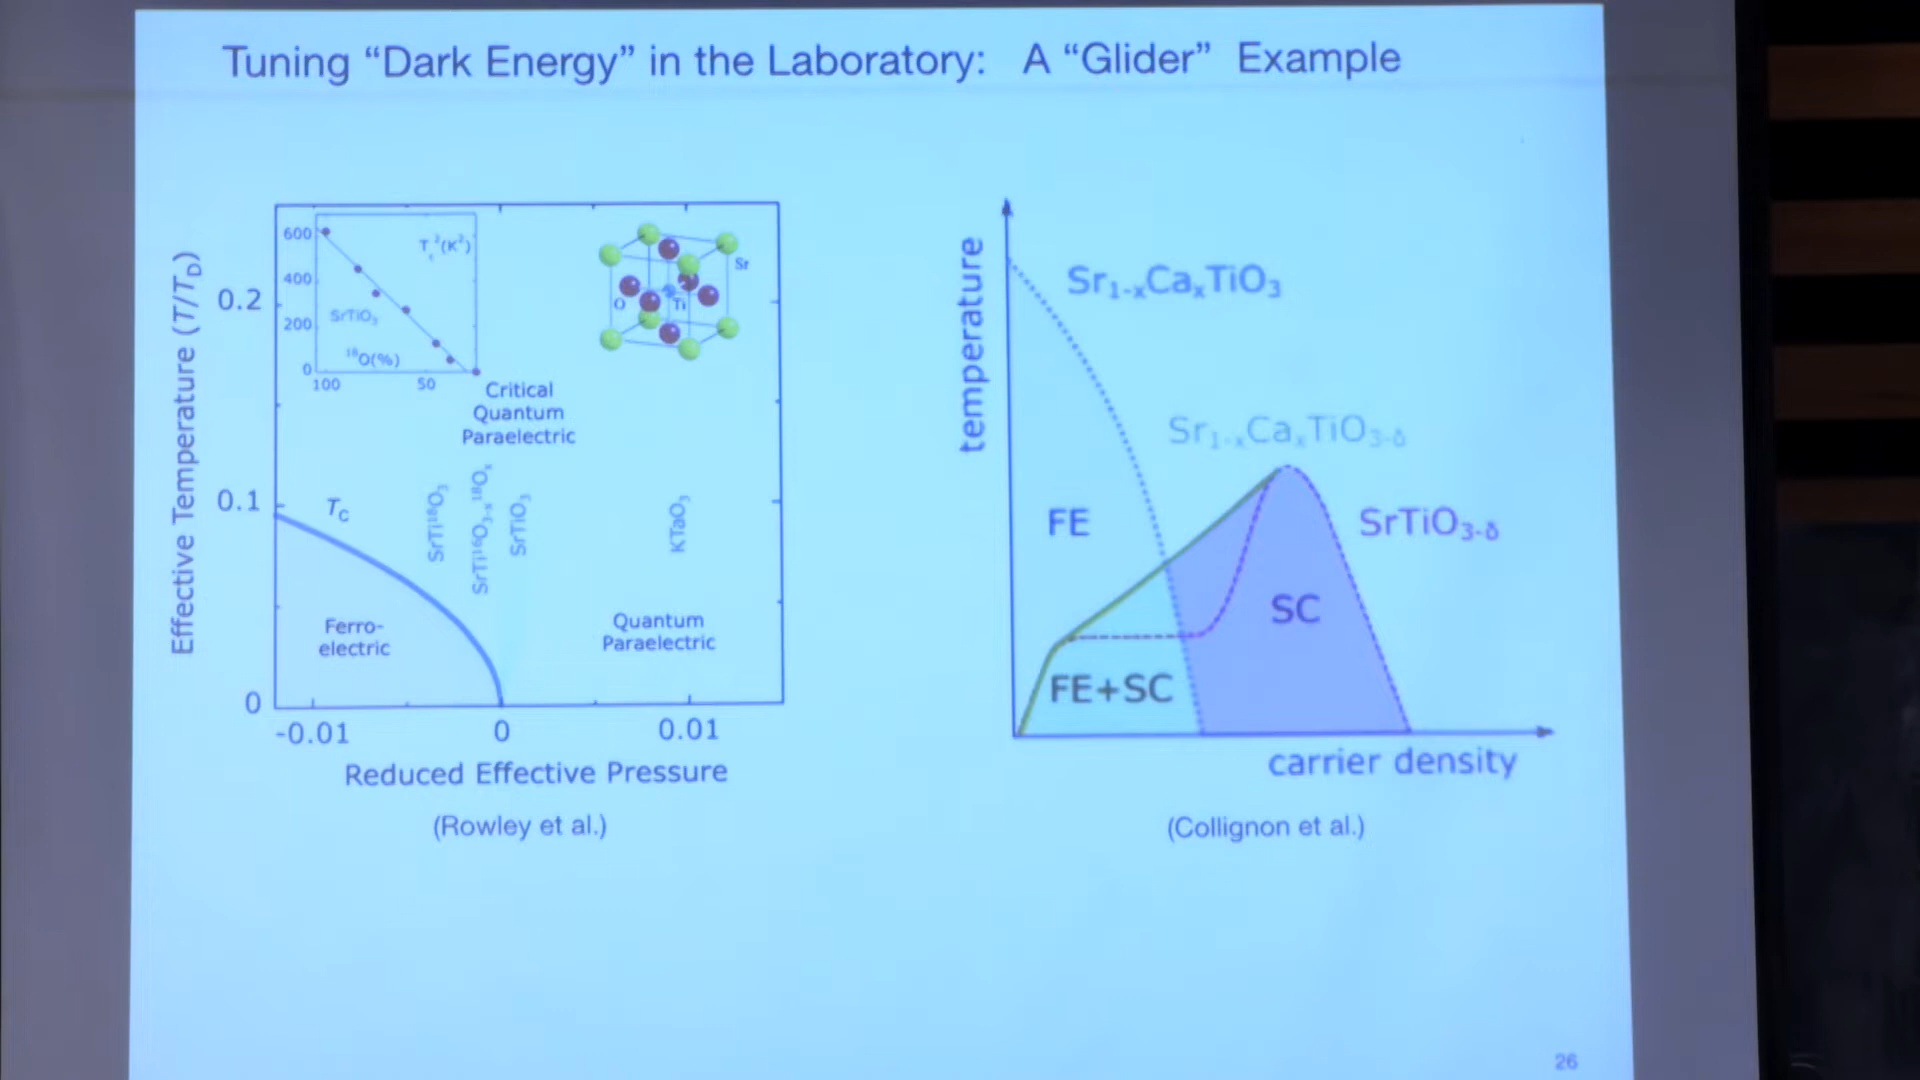 Tuning “Dark Energy” in the Laboratory: A “Glider” Example
Effective Temperature (T/T_D)
0.2
0.1
0
600
400
200
0
T_c²(K²)
SrTiO₃
¹⁸O(%)
100
50
Sr
O
Ti
Critical
Quantum
Paraelectric
T_C
SrTi¹⁸O₃
SrTi¹⁶O₃₋ₓ¹⁸Oₓ
SrTiO₃
KTaO₃
Ferro-
electric
Quantum
Paraelectric
-0.01
0
0.01
Reduced Effective Pressure
(Rowley et al.)
temperature
Sr₁₋ₓCaₓTiO₃
Sr₁₋ₓCaₓTiO₃₋δ
FE
SrTiO₃₋δ
SC
FE+SC
carrier density
(Collignon et al.)
26